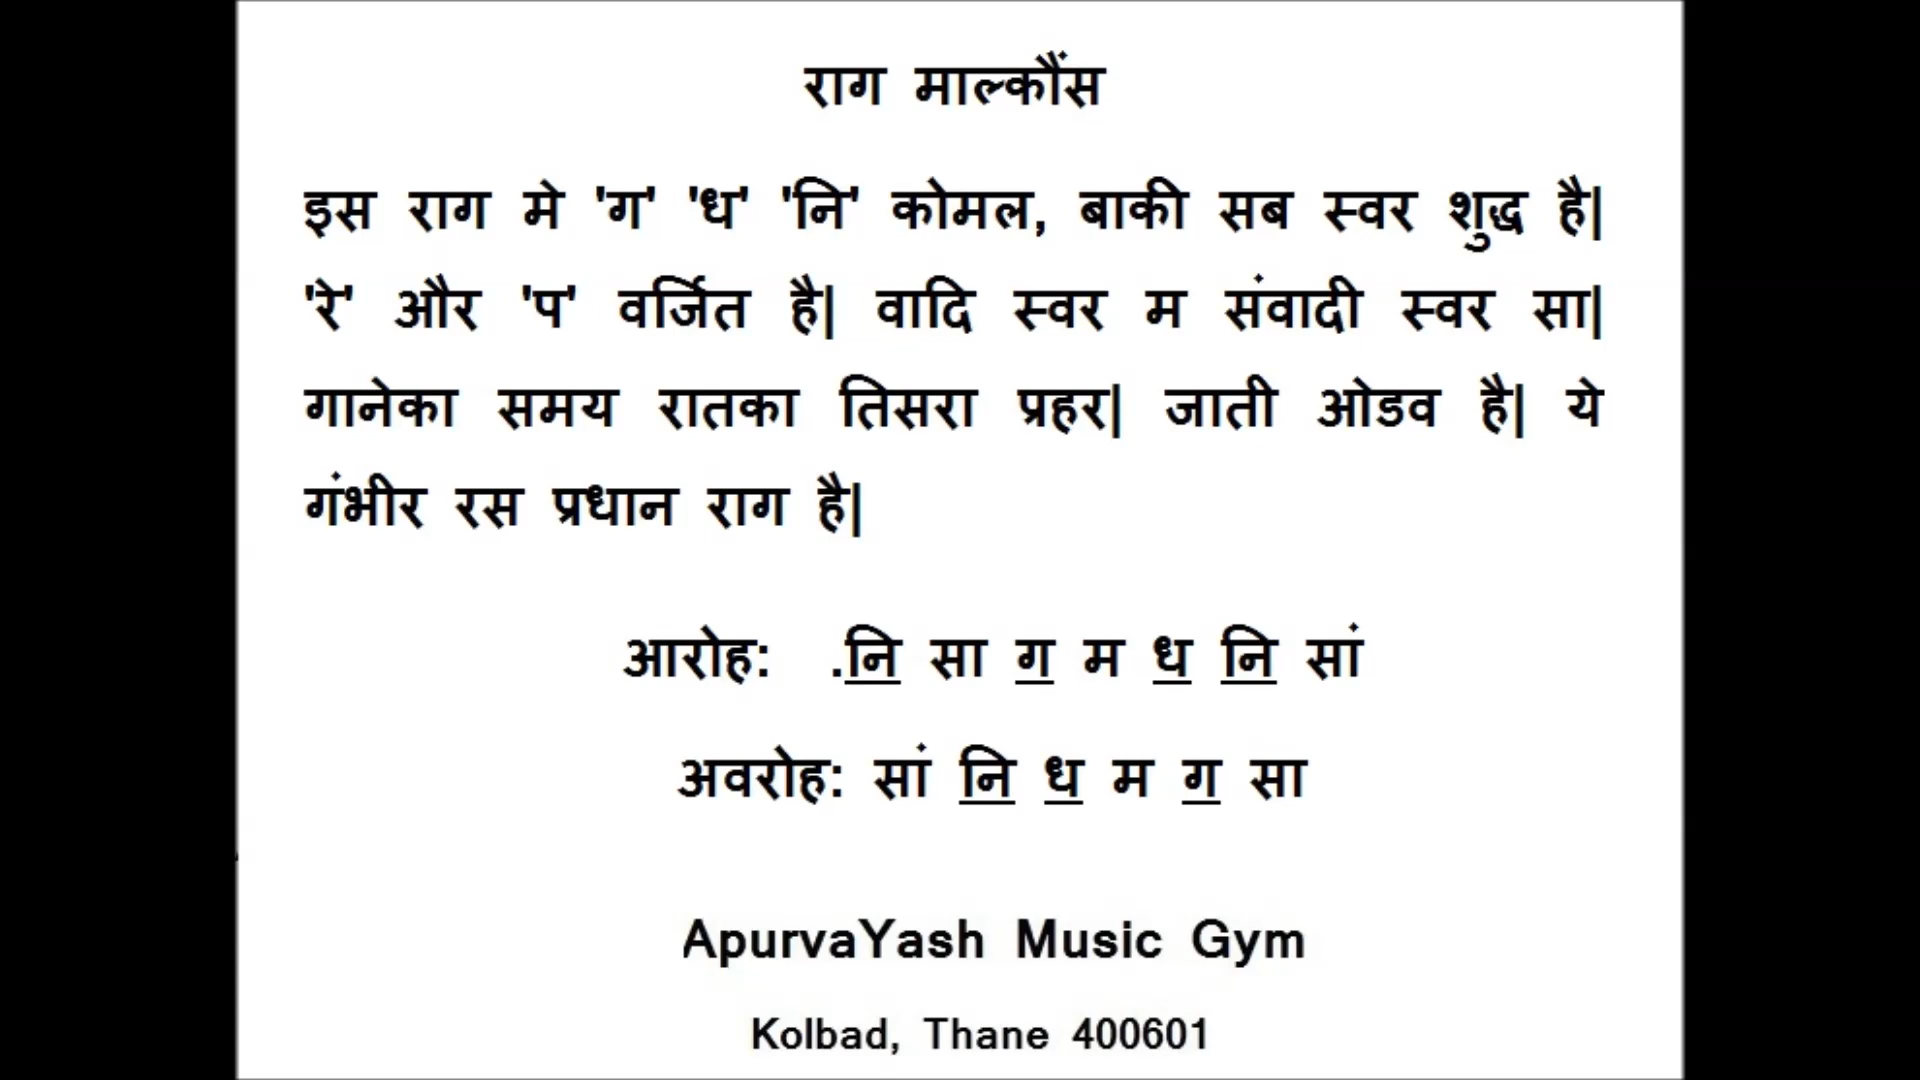 राग माल्कौंस
इस राग मे 'ग' 'ध' 'नि' कोमल, बाकी सब स्वर शुद्ध है|
'रे' और 'प' वर्जित है| वादि स्वर म संवादी स्वर सा|
गानेका समय रातका तिसरा प्रहर| जाती ओडव है| ये
गंभीर रस प्रधान राग है|
आरोह: .नि सा ग म ध नि सां
अवरोह: सां नि ध म ग सा
ApurvaYash Music Gym
Kolbad, Thane 400601